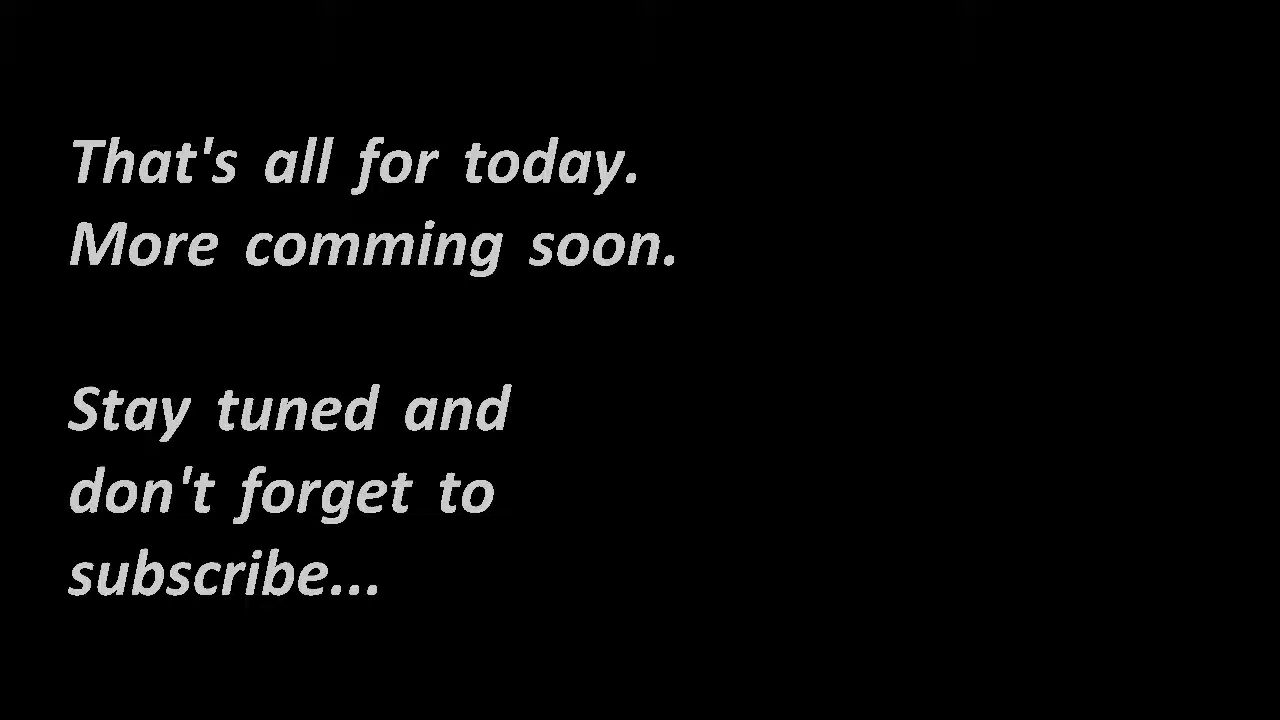 That's all for today.
More comming soon.
Stay tuned and
don't forget to
subscribe...